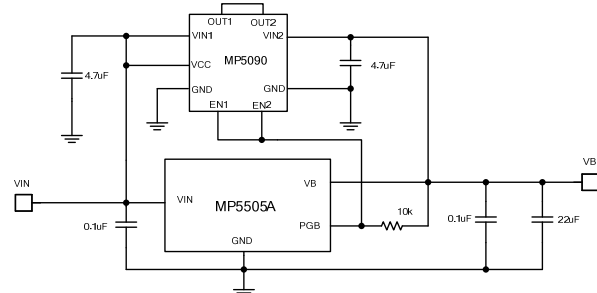 OUT1 OUT2
VIN1 VIN2
MP5090
4.7uF VCC 4.7uF
GND GND
EN1 EN2
VIN VB
VIN VB
MP5505A
10k
0.1uF PGB 0.1uF 22uF
GND